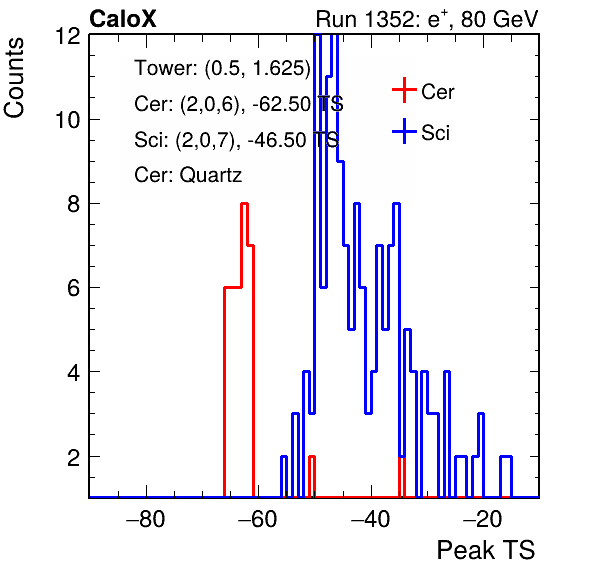 CaloX Run 1352: e⁺, 80 GeV
Counts
12
10
8
6
4
2
Tower: (0.5, 1.625)
Cer: (2,0,6), -62.50 TS
Sci: (2,0,7), -46.50 TS
Cer: Quartz
Cer
Sci
−80 −60 −40 −20
Peak TS